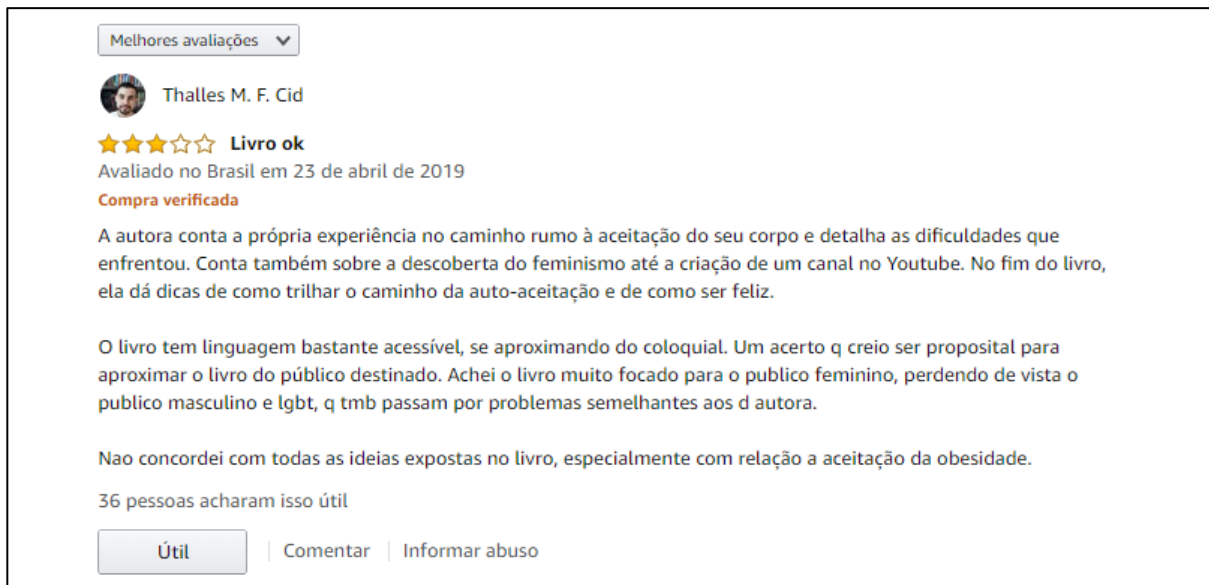 Melhores avaliações
Thalles M. F. Cid
Livro ok
Avaliado no Brasil em 23 de abril de 2019
Compra verificada
A autora conta a própria experiência no caminho rumo à aceitação do seu corpo e detalha as dificuldades que
enfrentou. Conta também sobre a descoberta do feminismo até a criação de um canal no Youtube. No fim do livro,
ela dá dicas de como trilhar o caminho da auto-aceitação e de como ser feliz.
O livro tem linguagem bastante acessível, se aproximando do coloquial. Um acerto q creio ser proposital para
aproximar o livro do público destinado. Achei o livro muito focado para o publico feminino, perdendo de vista o
publico masculino e lgbt, q tmb passam por problemas semelhantes aos d autora.
Nao concordei com todas as ideias expostas no livro, especialmente com relação a aceitação da obesidade.
36 pessoas acharam isso útil
Útil Comentar Informar abuso